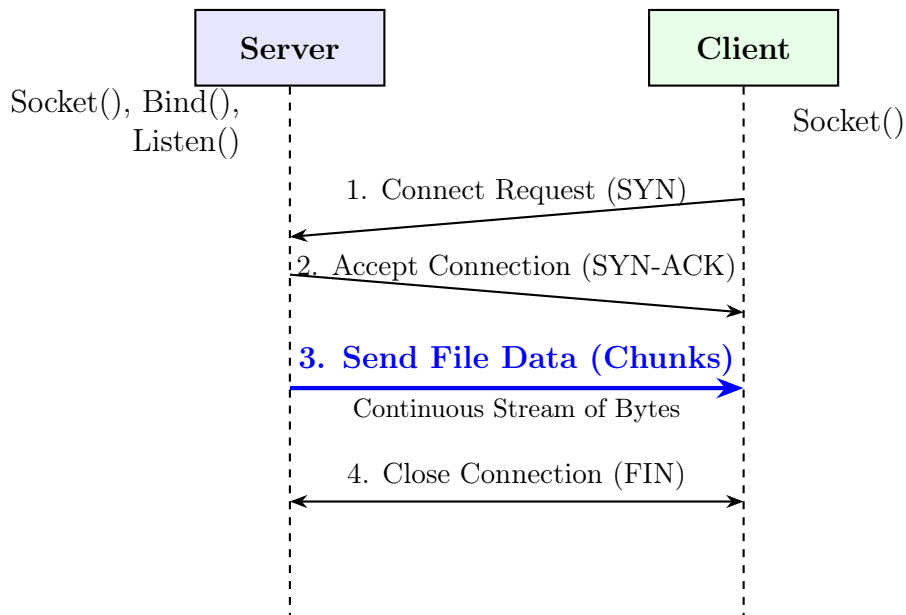 Server
Client
Socket(), Bind(),
Listen()
Socket()
1. Connect Request (SYN)
2. Accept Connection (SYN-ACK)
3. Send File Data (Chunks)
Continuous Stream of Bytes
4. Close Connection (FIN)